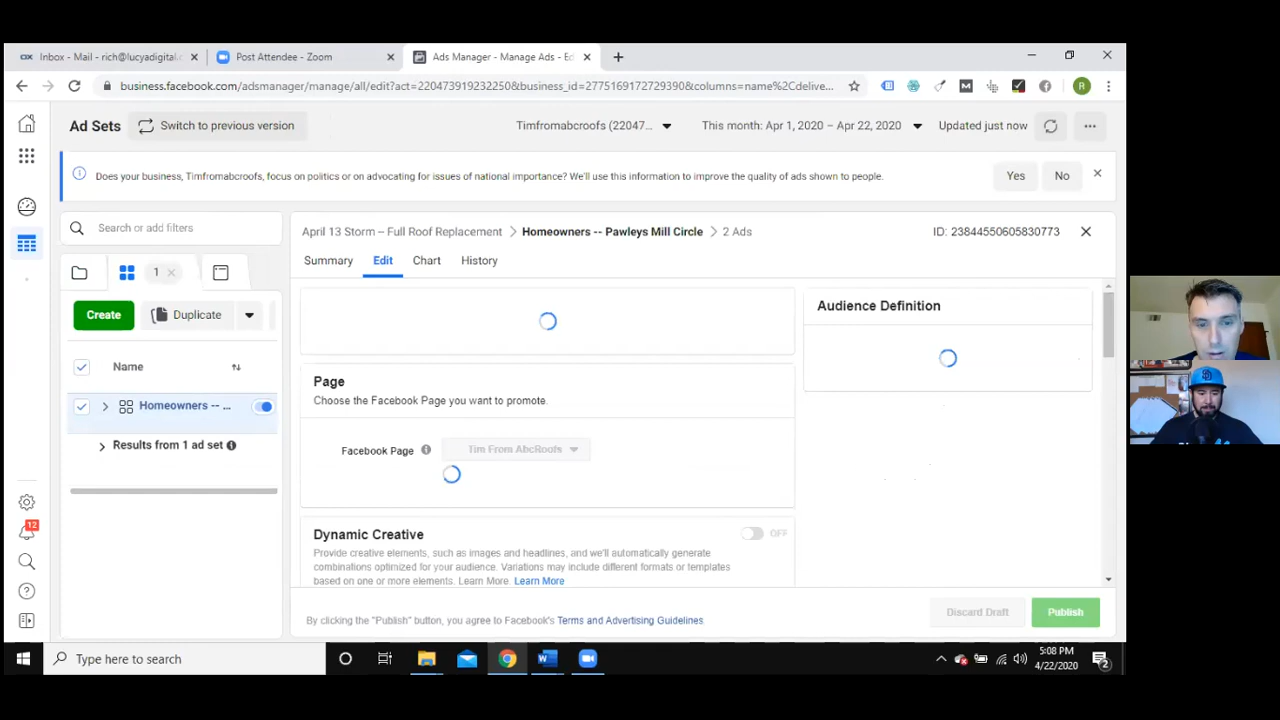 Inbox - Mail - rich@lucyadigital.r
Post Attendee - Zoom
Ads Manager - Manage Ads - Ed
business.facebook.com/adsmanager/manage/all/edit?act=220473919232250&business_id=2775169172729390&columns=name%2Cdelive...
R
Ad Sets
Switch to previous version
Timfromabcroofs (22047...
This month: Apr 1, 2020 – Apr 22, 2020
Updated just now
Does your business, Timfromabcroofs, focus on politics or on advocating for issues of national importance? We'll use this information to improve the quality of ads shown to people.
Yes
No
Search or add filters
April 13 Storm – Full Roof Replacement
Homeowners -- Pawleys Mill Circle
2 Ads
ID: 23844550605830773
1
Summary
Edit
Chart
History
Create
Duplicate
Audience Definition
Name
Page
Choose the Facebook Page you want to promote.
Homeowners -- ...
Results from 1 ad set
Facebook Page
Tim From AbcRoofs
Dynamic Creative
OFF
Provide creative elements, such as images and headlines, and we'll automatically generate
combinations optimized for your audience. Variations may include different formats or templates
based on one or more elements. Learn More. Learn More
12
By clicking the "Publish" button, you agree to Facebook's Terms and Advertising Guidelines
Discard Draft
Publish
Type here to search
5:08 PM
4/22/2020
2